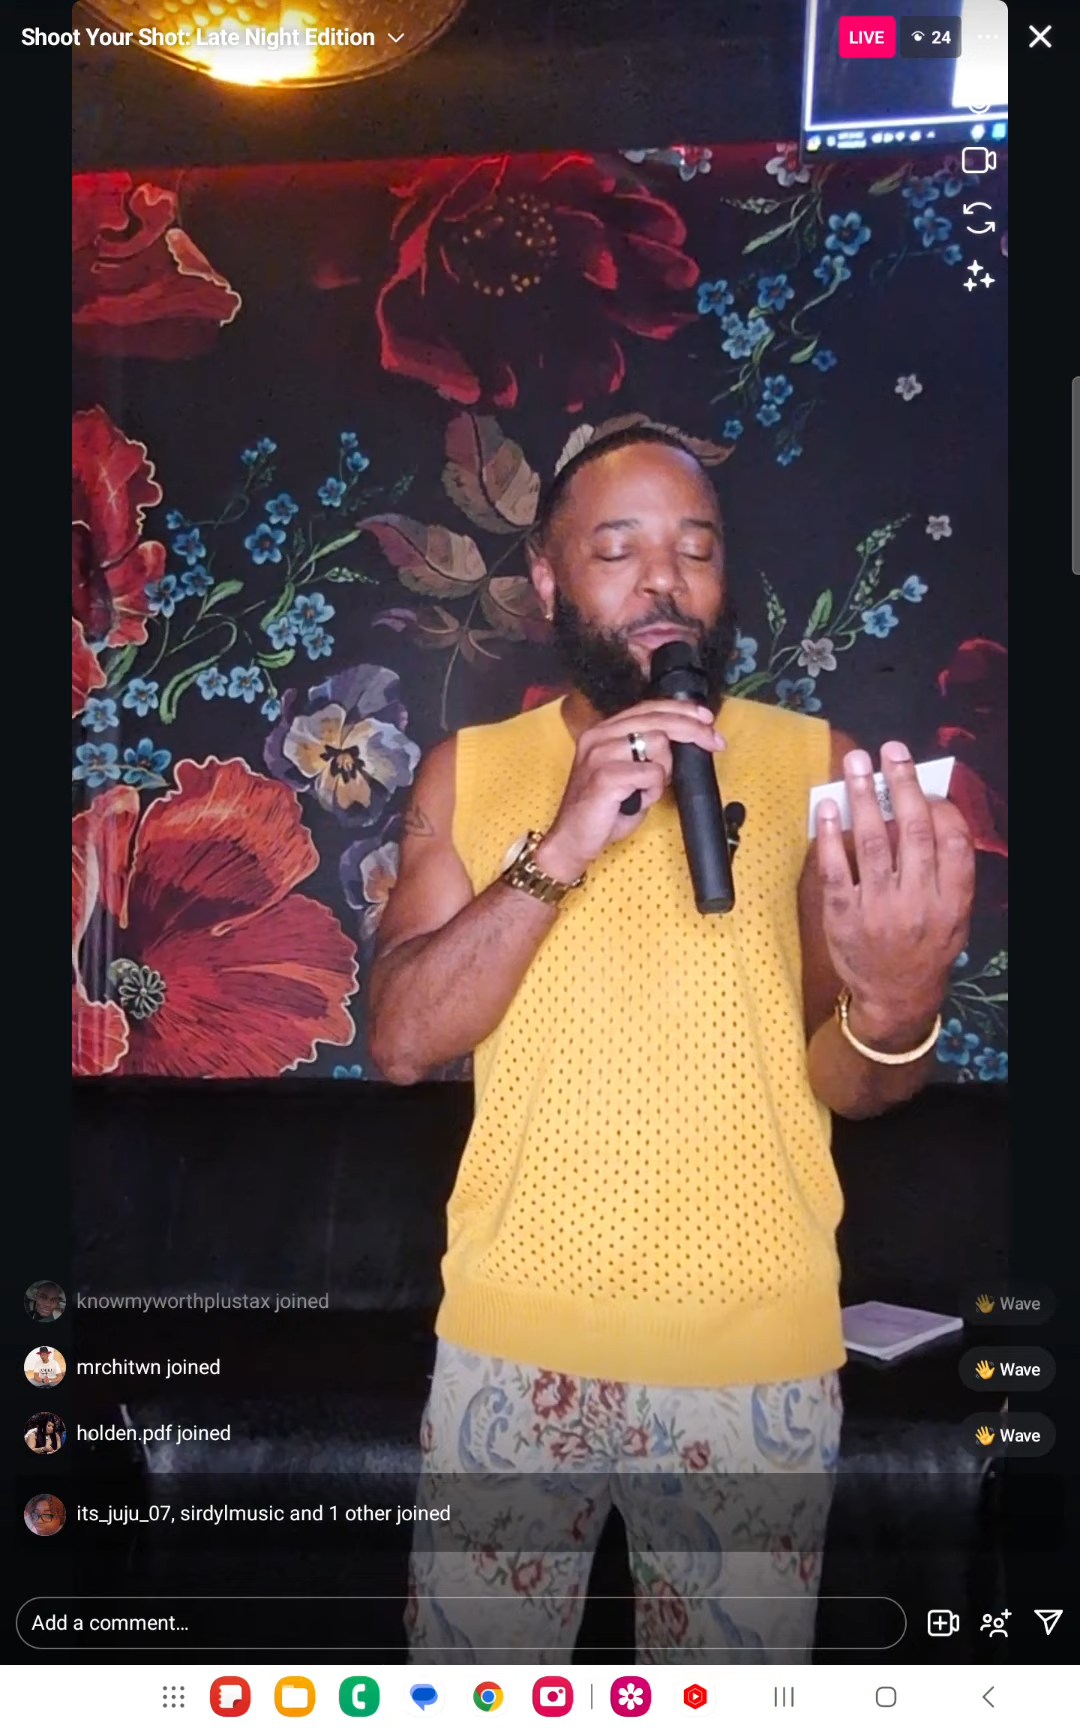 Shoot Your Shot: Late Night Edition
LIVE
24
knowmyworthplustax joined
Wave
mrchitwn joined
Wave
holden.pdf joined
Wave
its_juju_07, sirdylmusic and 1 other joined
Add a comment...